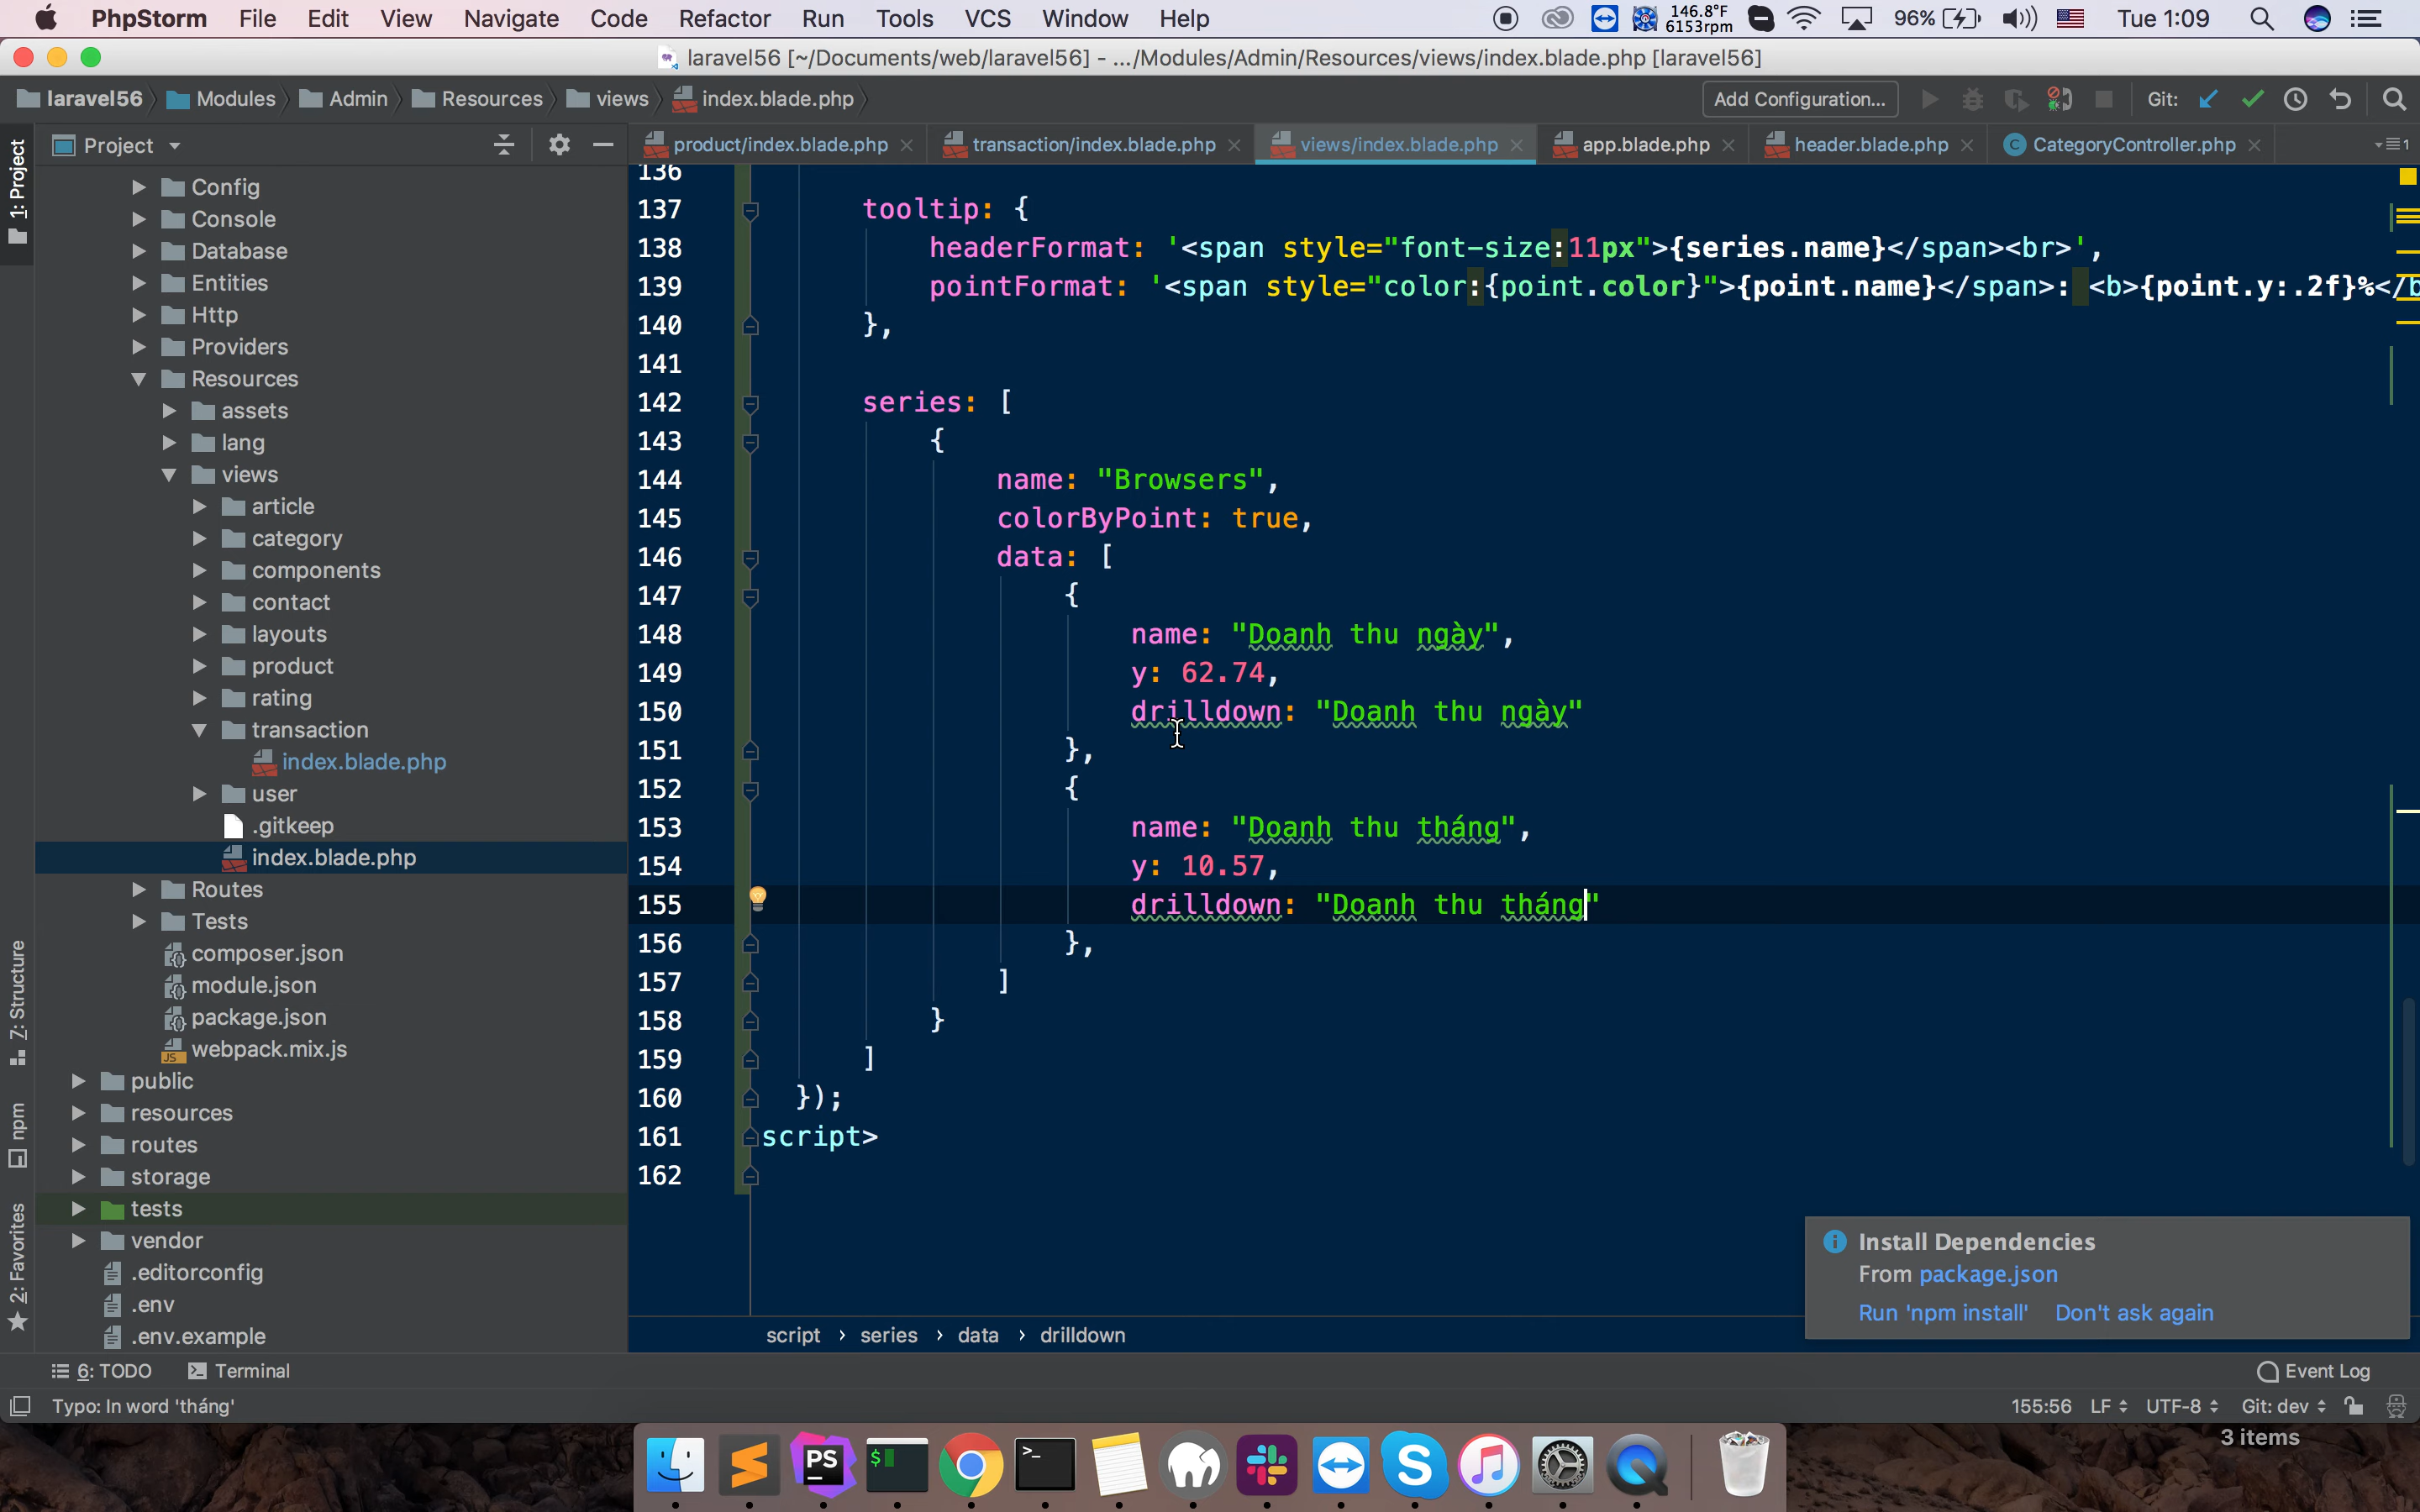 PhpStorm File Edit View Navigate Code Refactor Run Tools VCS Window Help 146.8°F 6153rpm 96% Tue 1:09
laravel56 [~/Documents/web/laravel56] - .../Modules/Admin/Resources/views/index.blade.php [laravel56]
laravel56 Modules Admin Resources views index.blade.php Add Configuration... Git:
Project
product/index.blade.php transaction/index.blade.php views/index.blade.php app.blade.php header.blade.php CategoryController.php 1
1: Project
Z: Structure
npm
2: Favorites
Config
Console
Database
Entities
Http
Providers
Resources
assets
lang
views
article
category
components
contact
layouts
product
rating
transaction
index.blade.php
user
.gitkeep
index.blade.php
Routes
Tests
composer.json
module.json
package.json
webpack.mix.js
public
resources
routes
storage
tests
vendor
.editorconfig
.env
.env.example
136
137 tooltip: {
138 headerFormat: '<span style="font-size:11px">{series.name}</span><br>',
139 pointFormat: '<span style="color:{point.color}">{point.name}</span>: <b>{point.y:.2f}%</b
140 },
141
142 series: [
143 {
144 name: "Browsers",
145 colorByPoint: true,
146 data: [
147 {
148 name: "Doanh thu ngày",
149 y: 62.74,
150 drilldown: "Doanh thu ngày"
151 },
152 {
153 name: "Doanh thu tháng",
154 y: 10.57,
155 drilldown: "Doanh thu tháng"
156 },
157 ]
158 }
159 ]
160 });
161 script>
162
Install Dependencies
From package.json
Run 'npm install' Don't ask again
script › series › data › drilldown
6: TODO Terminal Event Log
Typo: In word 'tháng' 155:56 LF UTF-8 Git: dev
3 items
PS
$
>_
S
JS